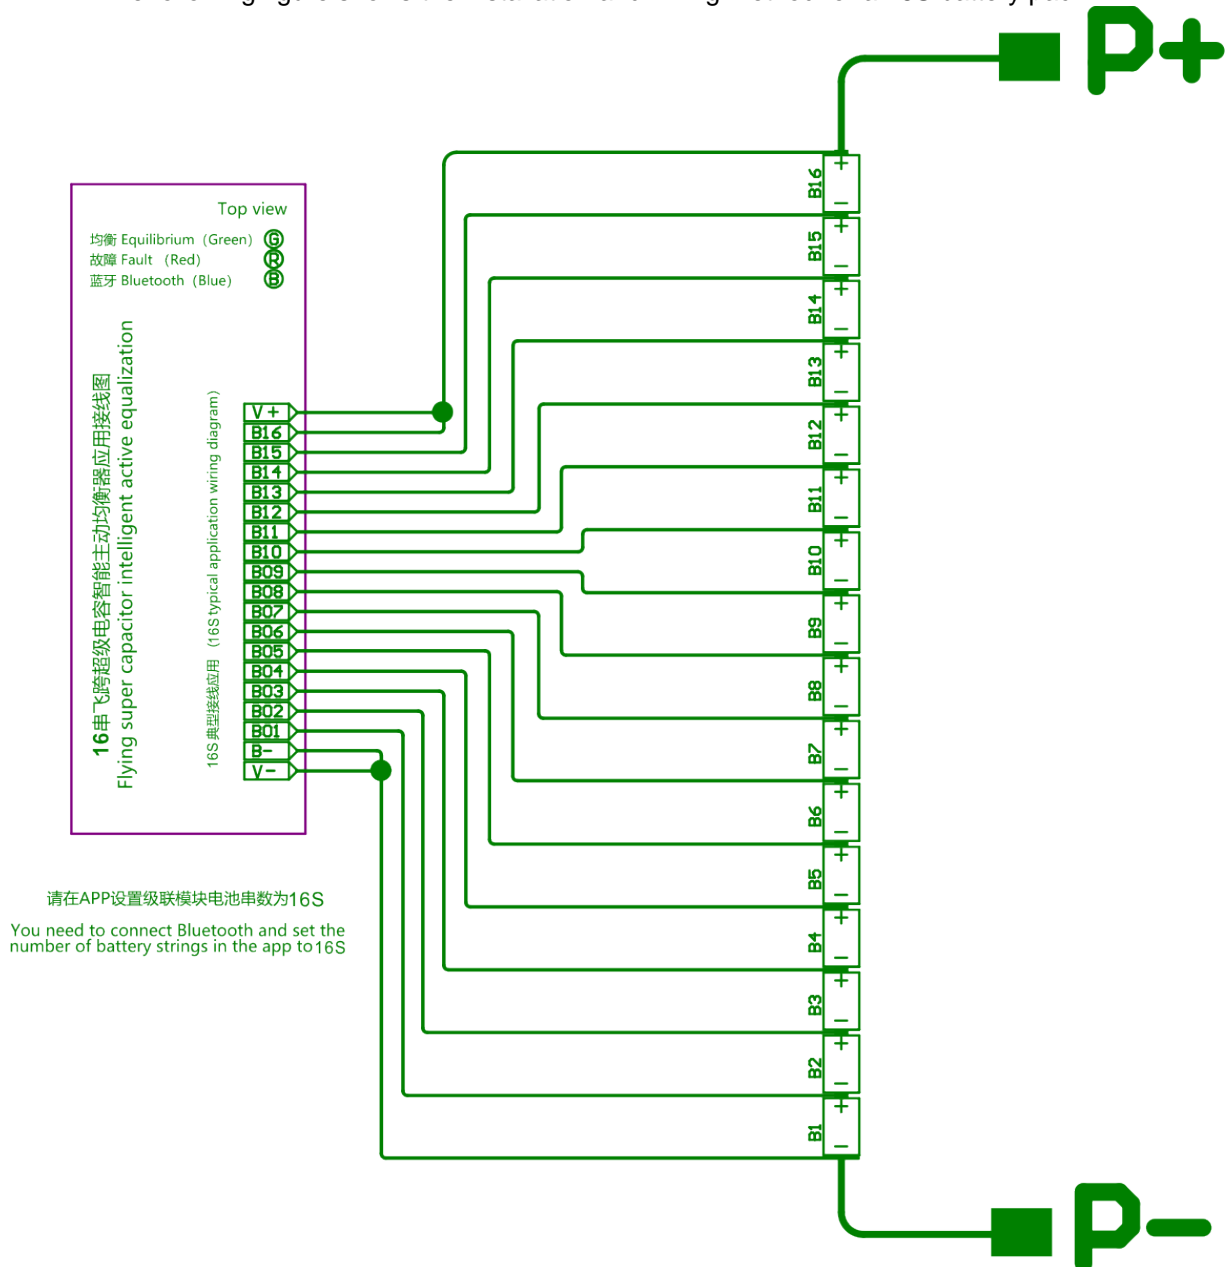 Top view
均衡 Equilibrium (Green) G
故障 Fault (Red) R
蓝牙 Bluetooth (Blue) B
16串飞跨超级电容智能主动均衡器应用接线图
Flying super capacitor intelligent active equalization
16S 典型接线应用 (16S typical application wiring diagram)
V+
B16
B15
B14
B13
B12
B11
B10
B09
B08
B07
B06
B05
B04
B03
B02
B01
B-
V-
请在APP设置级联模块电池串数为16S
You need to connect Bluetooth and set the
number of battery strings in the app to 16S
P+
+
B16
-
+
B15
-
+
B14
-
+
B13
-
+
B12
-
+
B11
-
+
B10
-
+
B9
-
+
B8
-
+
B7
-
+
B6
-
+
B5
-
+
B4
-
+
B3
-
+
B2
-
+
B1
-
P-